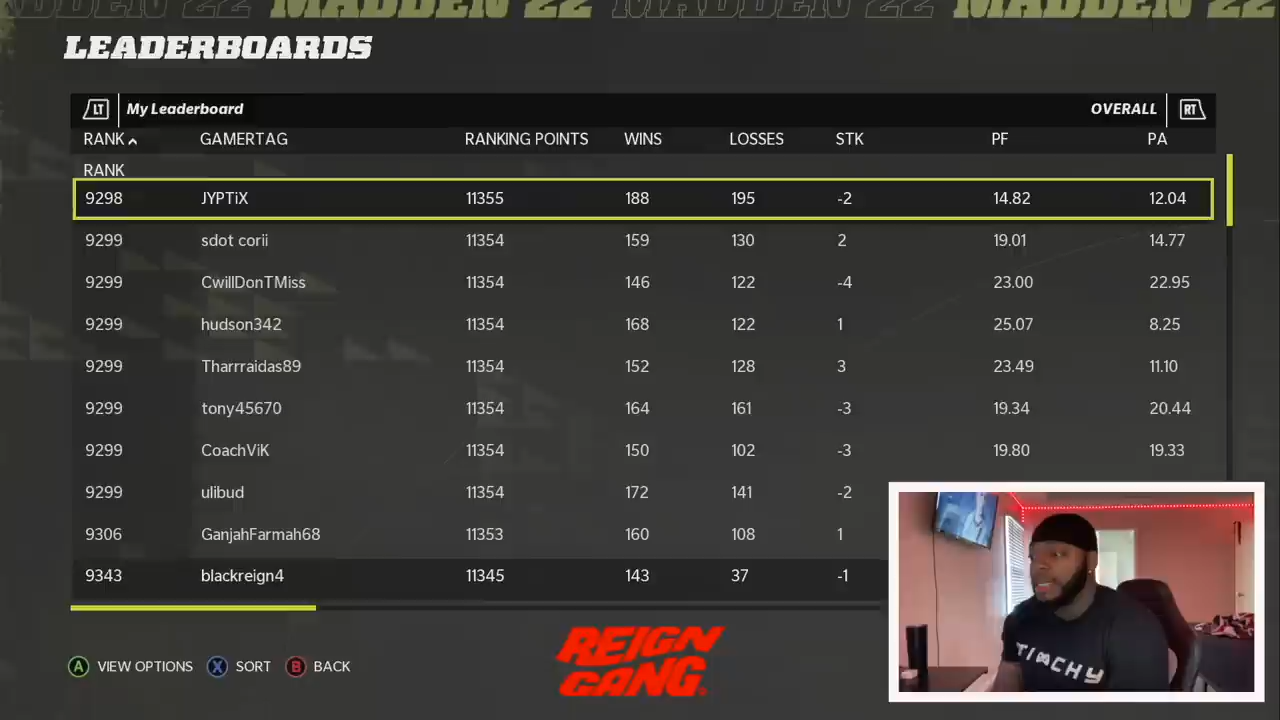 MADDEN 22 MADDEN 22 MADDEN 22 MADDEN 22
LEADERBOARDS
LT My Leaderboard OVERALL RT
RANK GAMERTAG RANKING POINTS WINS LOSSES STK PF PA
RANK
9298 JYPTiX 11355 188 195 -2 14.82 12.04
9299 sdot corii 11354 159 130 2 19.01 14.77
9299 CwillDonTMiss 11354 146 122 -4 23.00 22.95
9299 hudson342 11354 168 122 1 25.07 8.25
9299 Tharrraidas89 11354 152 128 3 23.49 11.10
9299 tony45670 11354 164 161 -3 19.34 20.44
9299 CoachViK 11354 150 102 -3 19.80 19.33
9299 ulibud 11354 172 141 -2
9306 GanjahFarmah68 11353 160 108 1
9343 blackreign4 11345 143 37 -1
A VIEW OPTIONS X SORT B BACK
REIGN
GANG.